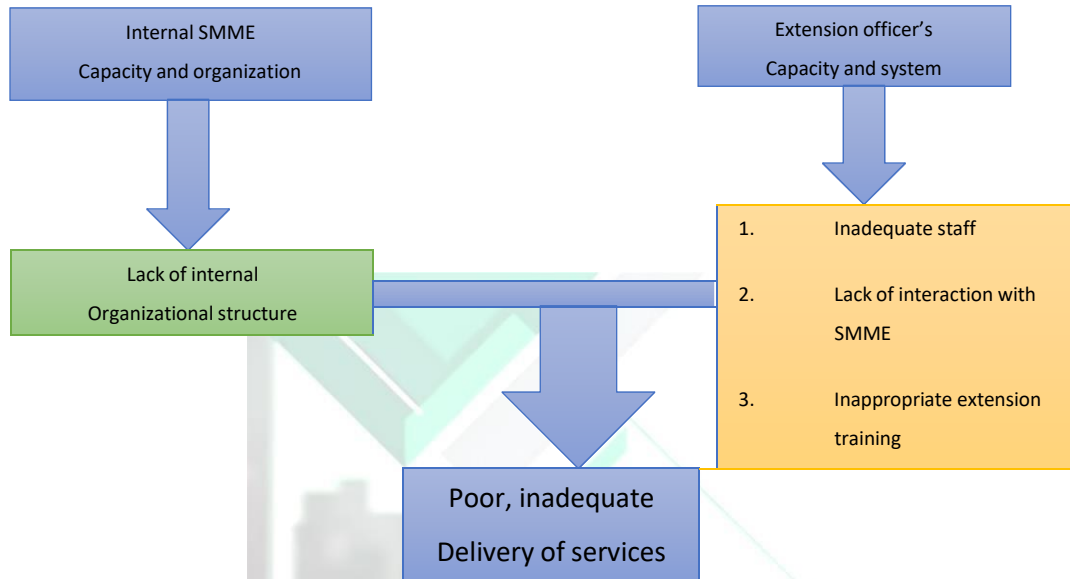 Internal SMME
Capacity and organization
Extension officer’s
Capacity and system
Lack of internal
Organizational structure
1. Inadequate staff
2. Lack of interaction with
SMME
3. Inappropriate extension
training
Poor, inadequate
Delivery of services